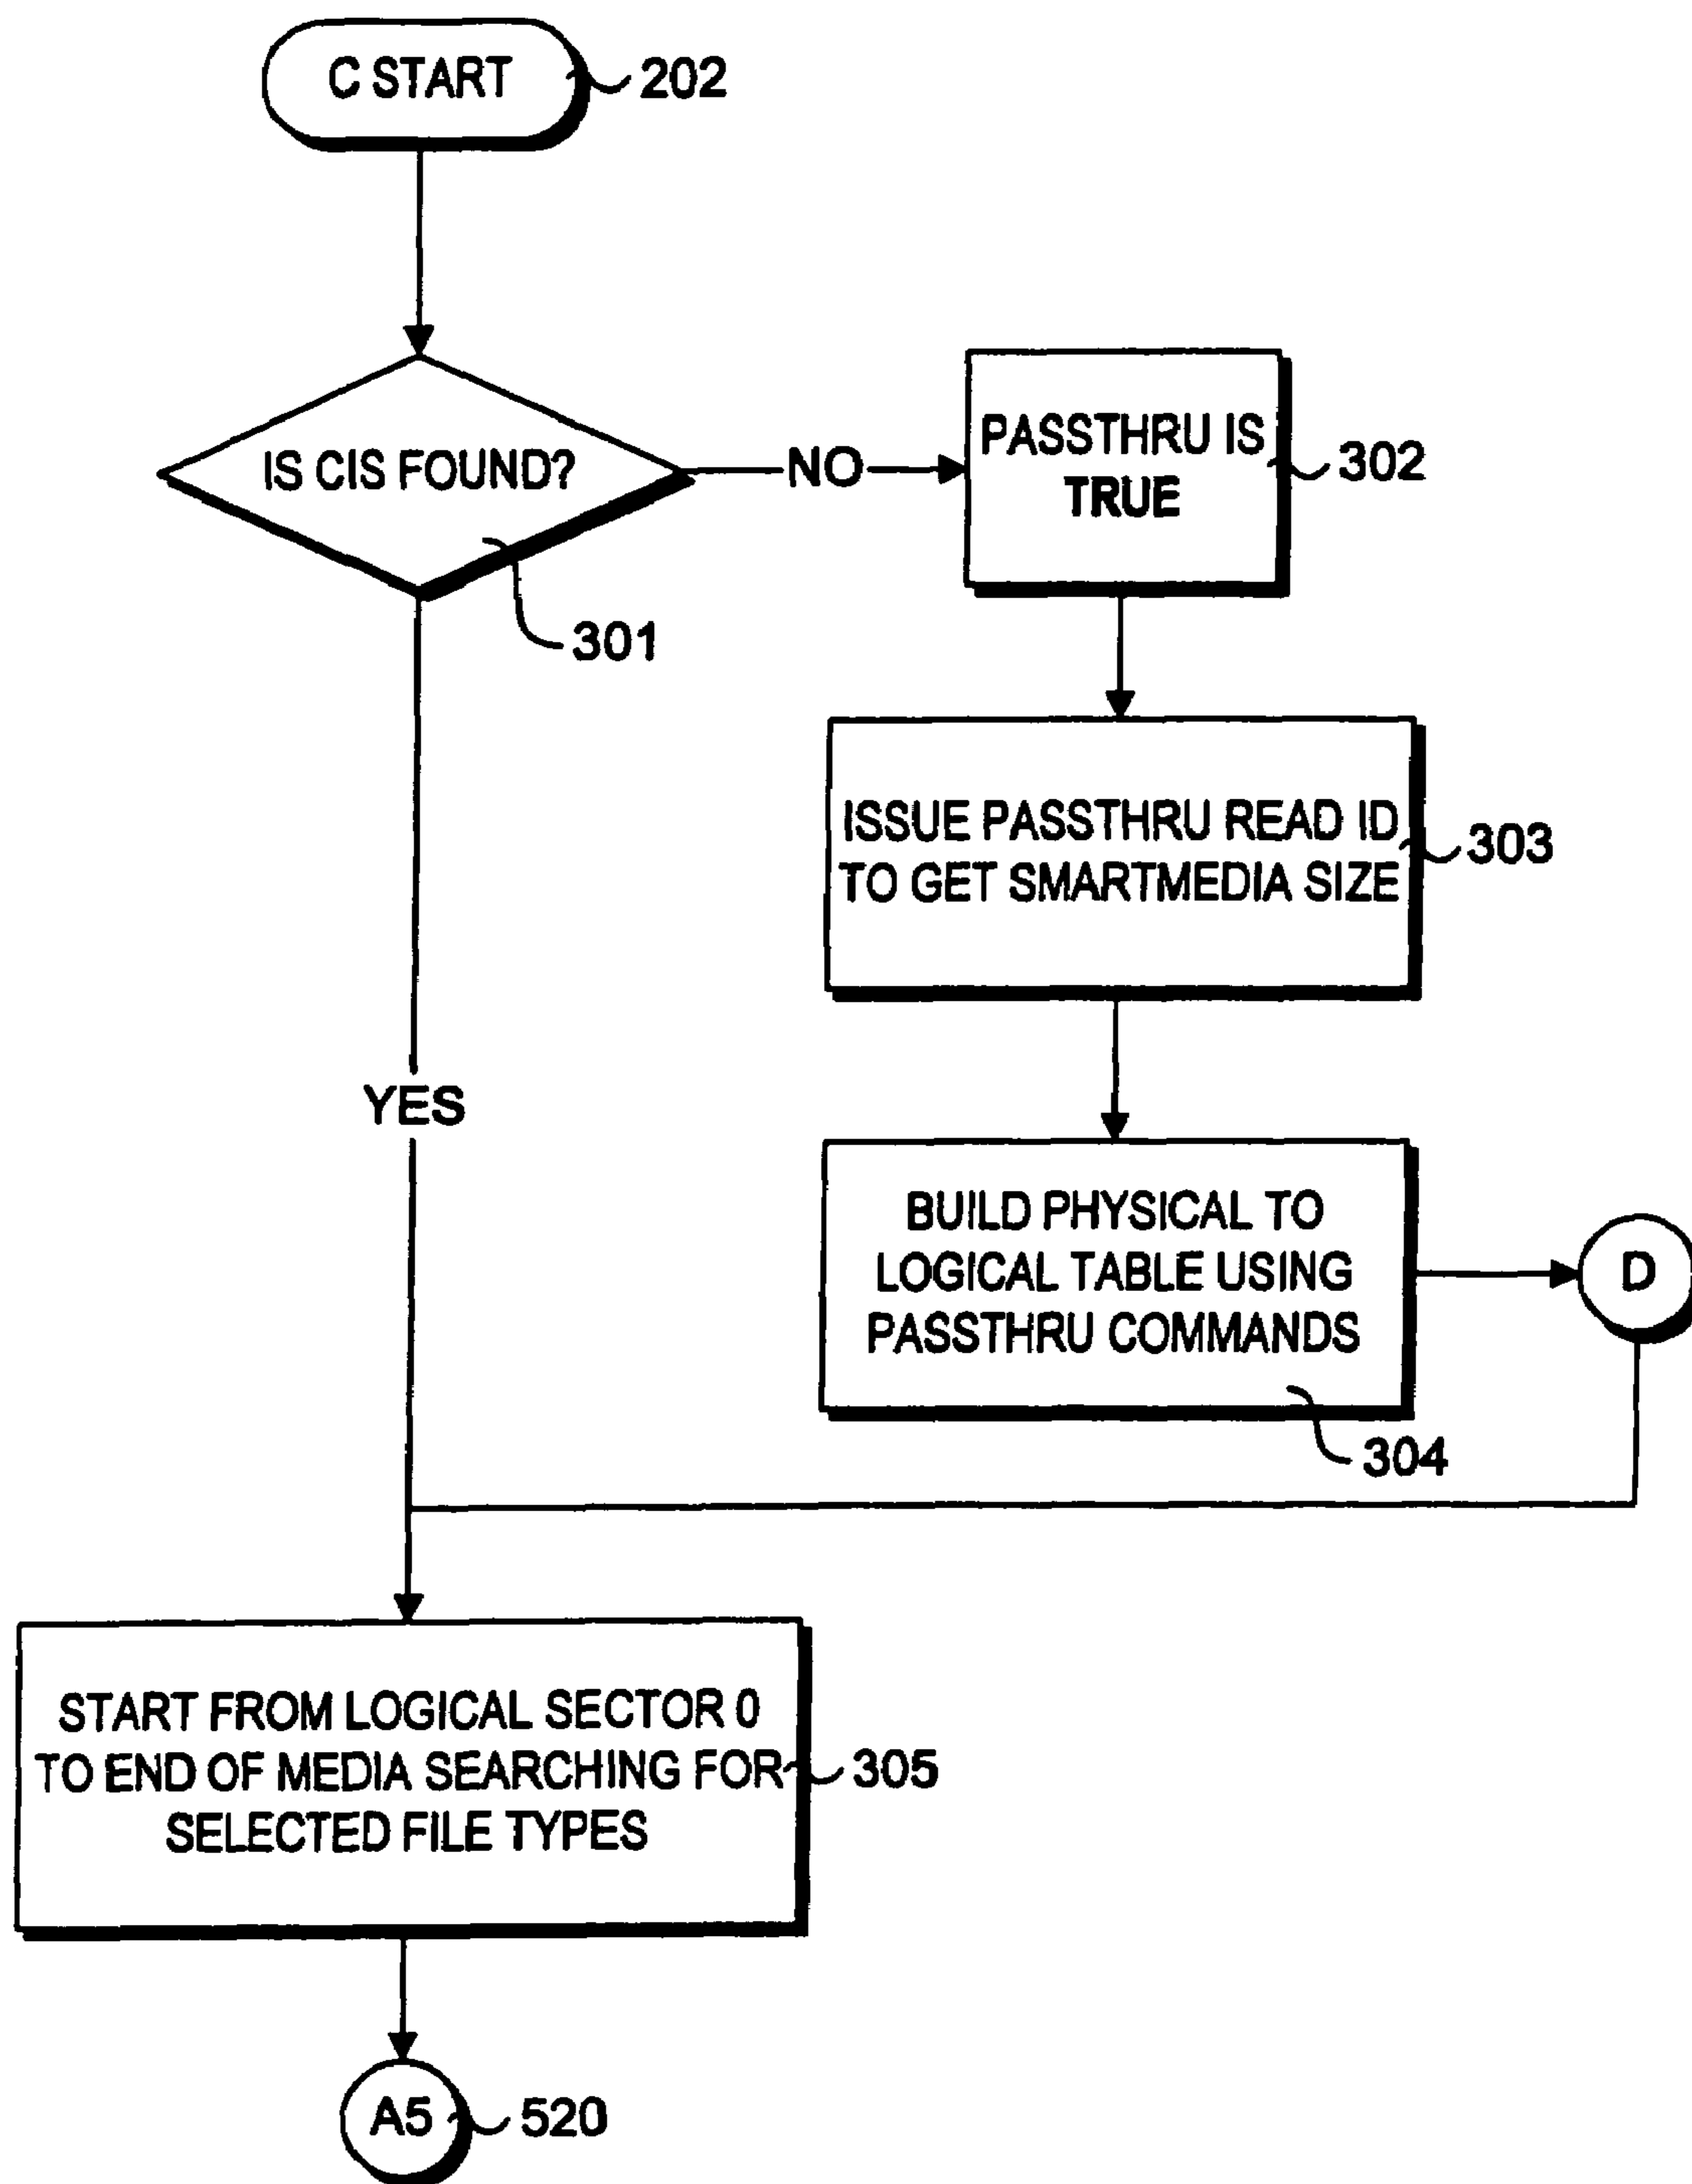 C START
202
IS CIS FOUND?
301
NO
PASSTHRU IS
TRUE
302
ISSUE PASSTHRU READ ID
TO GET SMARTMEDIA SIZE
303
YES
BUILD PHYSICAL TO
LOGICAL TABLE USING
PASSTHRU COMMANDS
304
D
START FROM LOGICAL SECTOR 0
TO END OF MEDIA SEARCHING FOR
SELECTED FILE TYPES
305
A5
520